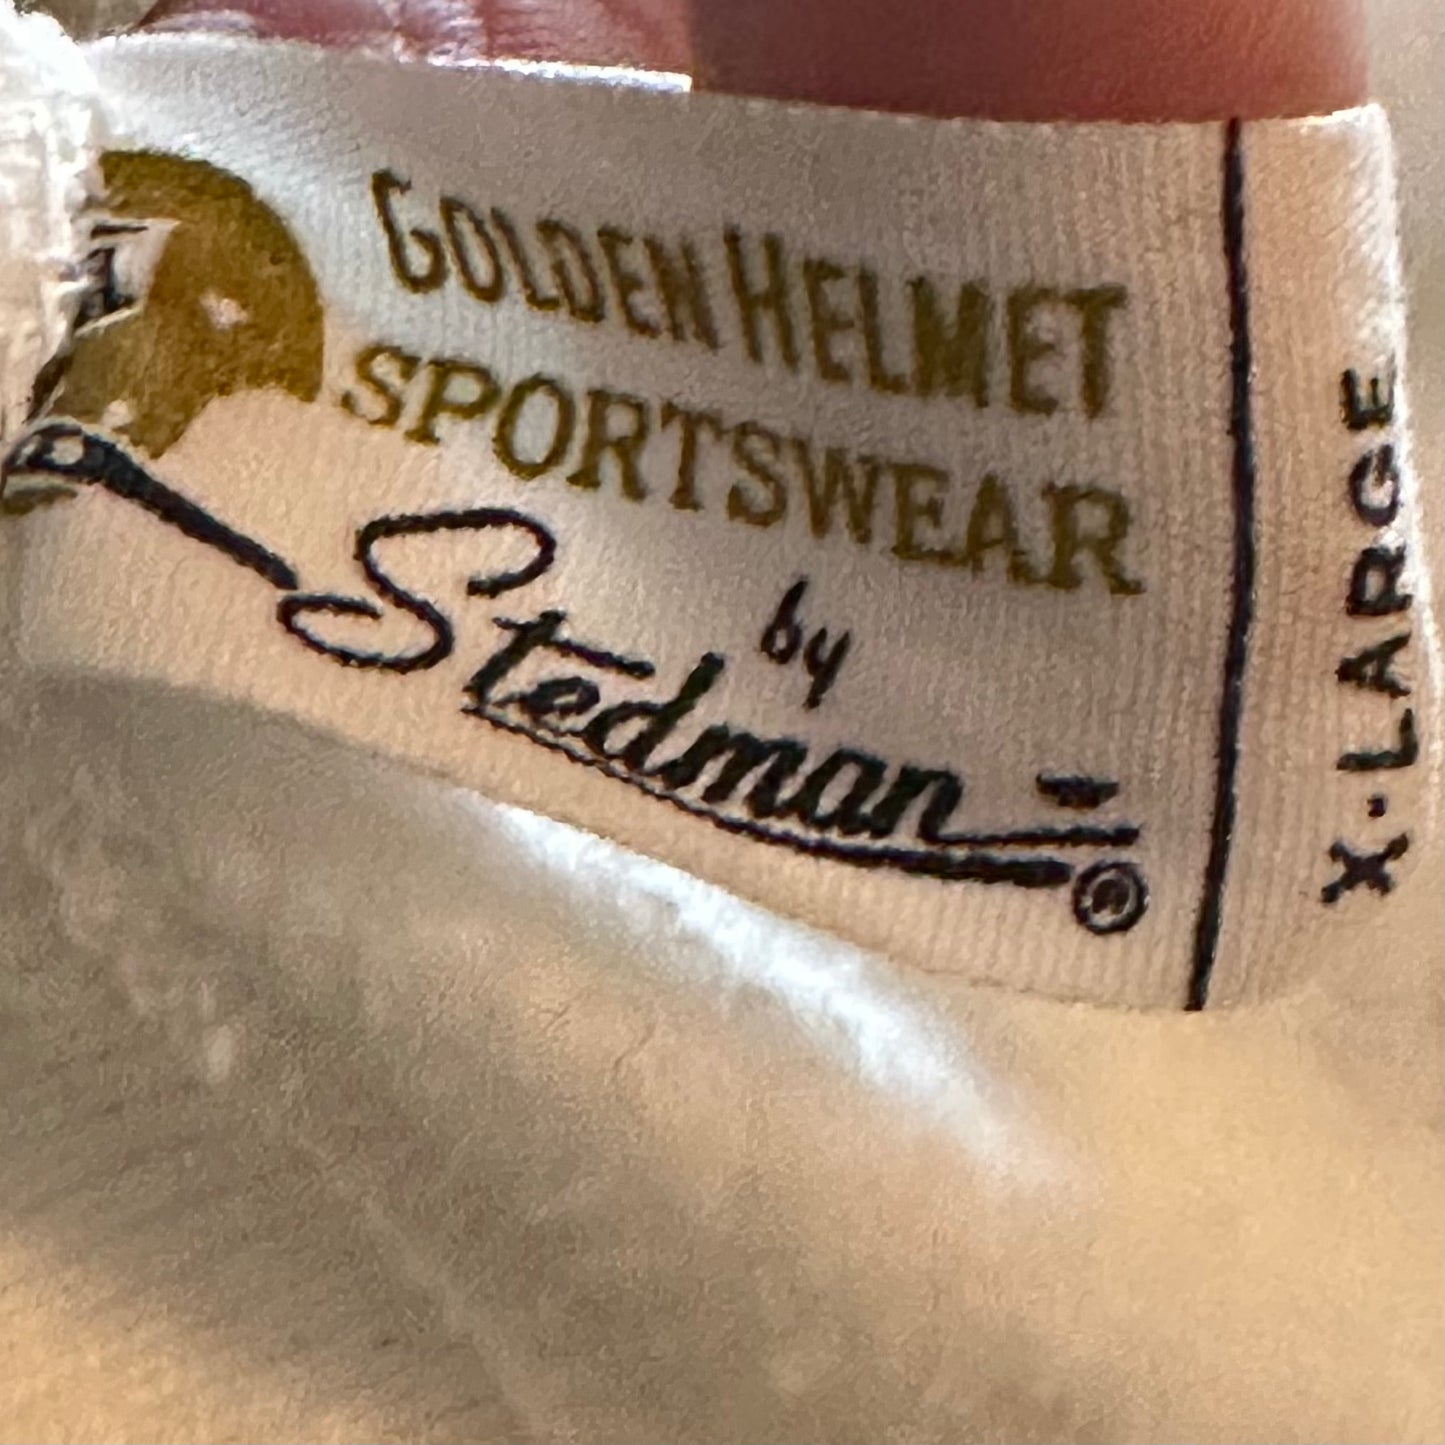 GOLDEN HELMET
SPORTSWEAR
by
Stedman
®
X-LARGE